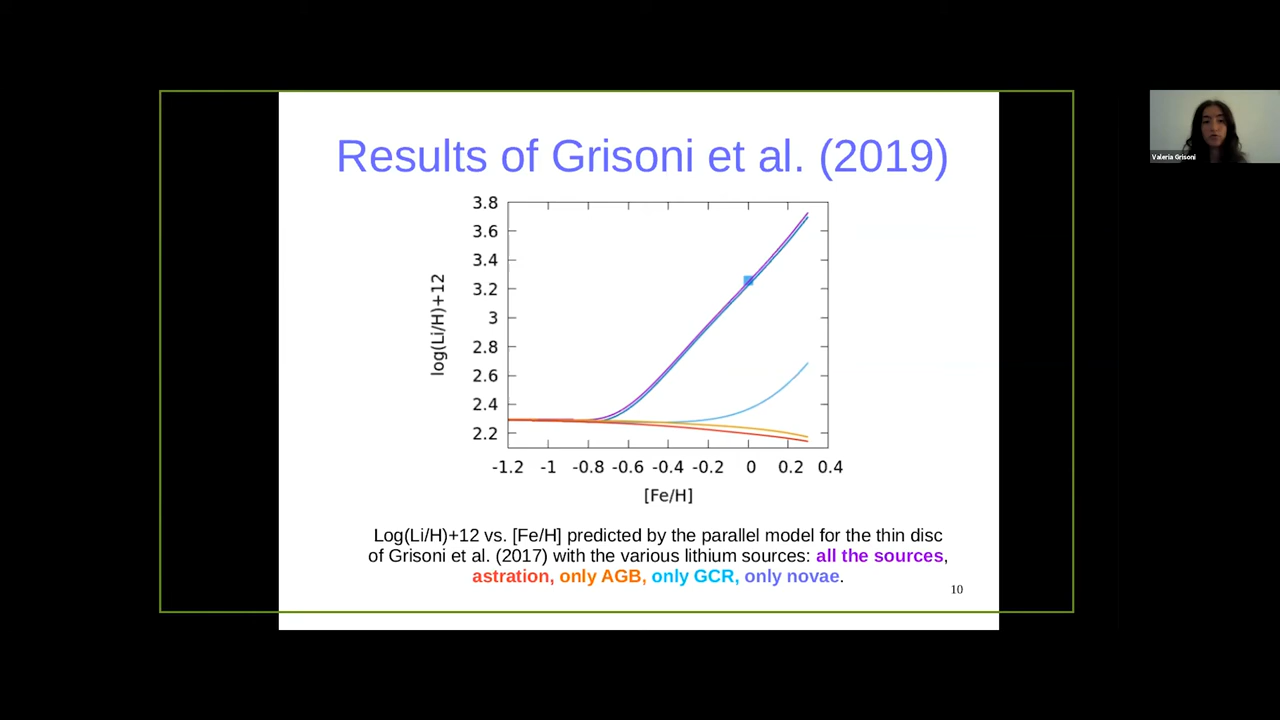 Results of Grisoni et al. (2019)
Valeria Grisoni
3.8
3.6
3.4
3.2
3
2.8
2.6
2.4
2.2
log(Li/H)+12
-1.2 -1 -0.8 -0.6 -0.4 -0.2 0 0.2 0.4
[Fe/H]
Log(Li/H)+12 vs. [Fe/H] predicted by the parallel model for the thin disc
of Grisoni et al. (2017) with the various lithium sources: all the sources,
astration, only AGB, only GCR, only novae.
10